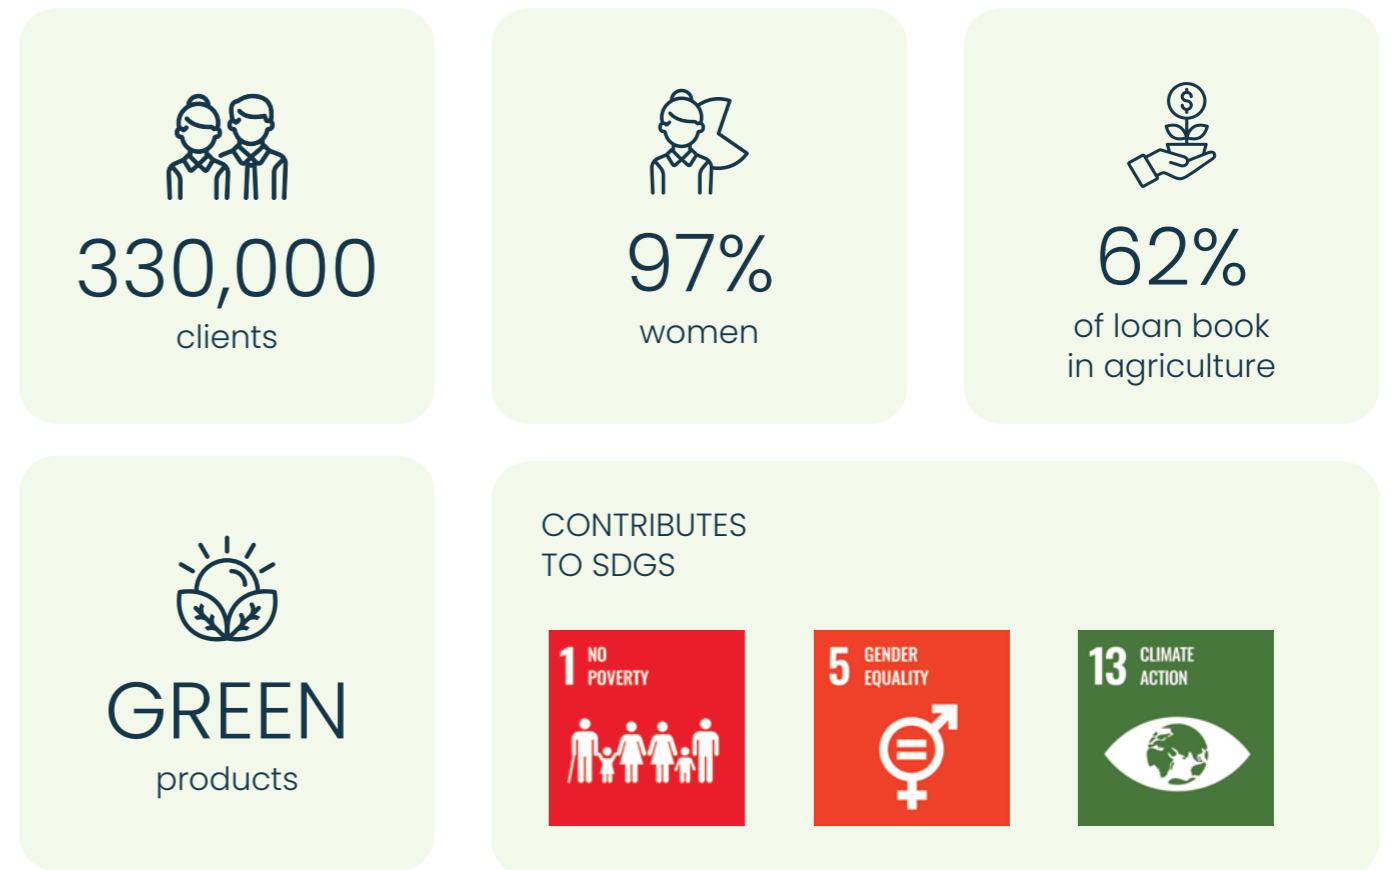 330,000
clients
97%
women
$
62%
of loan book
in agriculture
GREEN
products
CONTRIBUTES
TO SDGS
1 NO
POVERTY
5 GENDER
EQUALITY
13 CLIMATE
ACTION